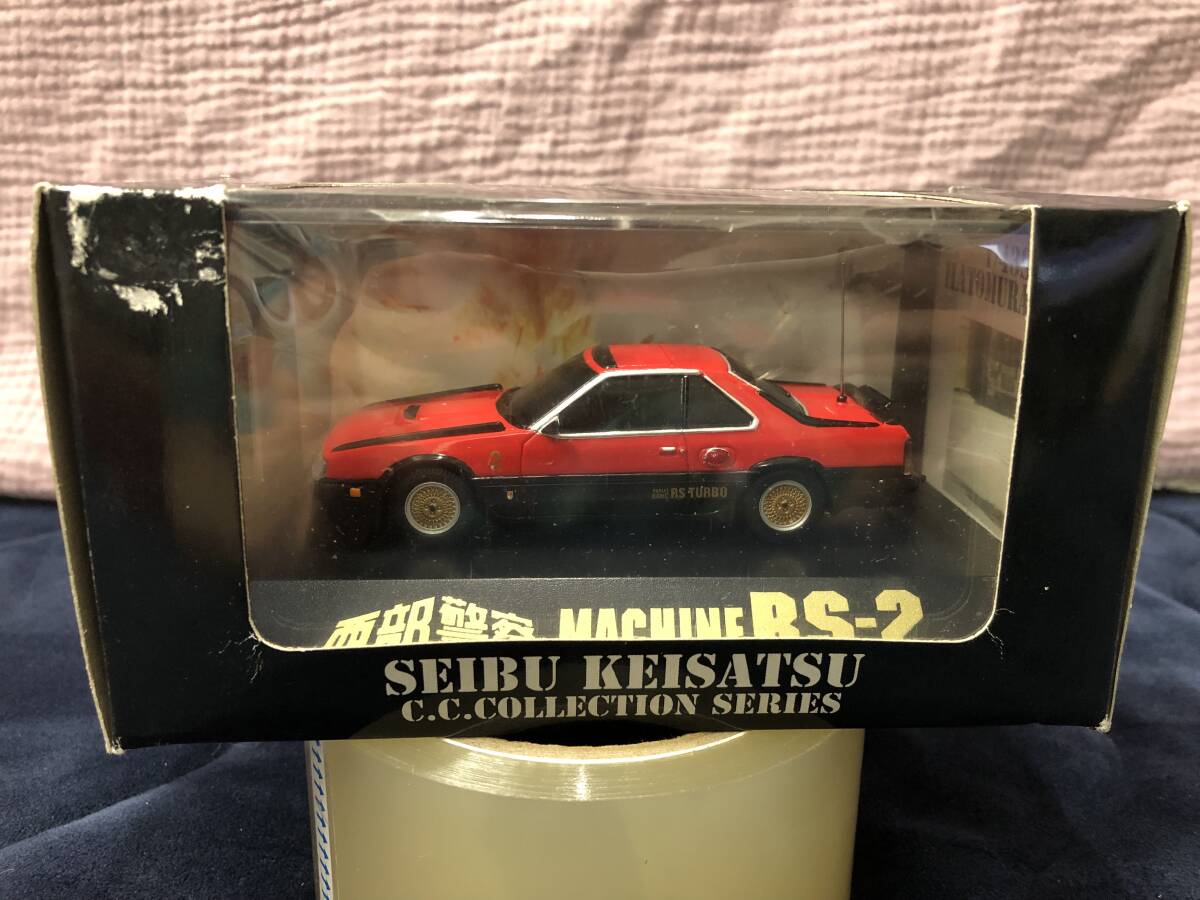 HATOMURA
RS-TURBO
西部警察 MACHINE RS-2
SEIBU KEISATSU
C.C.COLLECTION SERIES